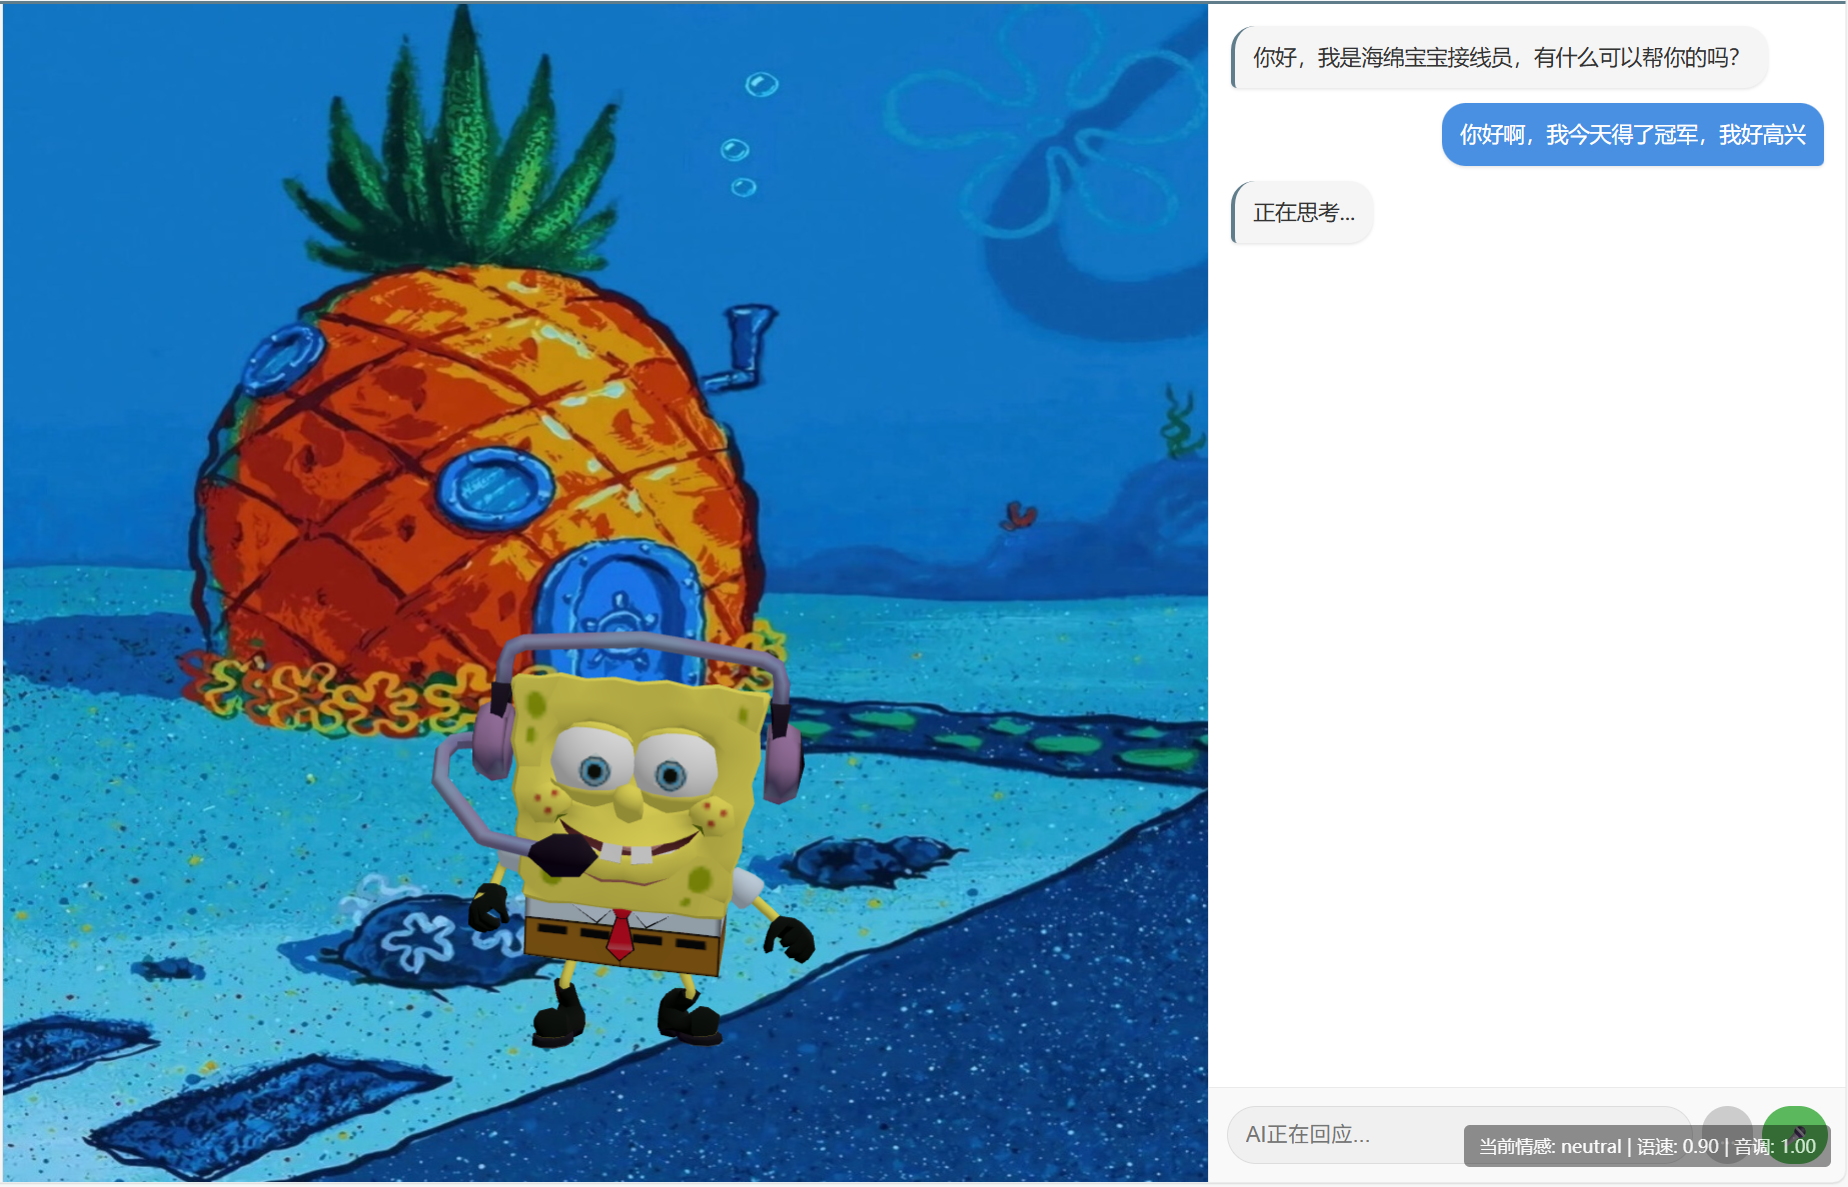 你好，我是海绵宝宝接线员，有什么可以帮你的吗？
你好啊，我今天得了冠军，我好高兴
正在思考...
AI正在回应...
当前情感: neutral | 语速: 0.90 | 音调: 1.00